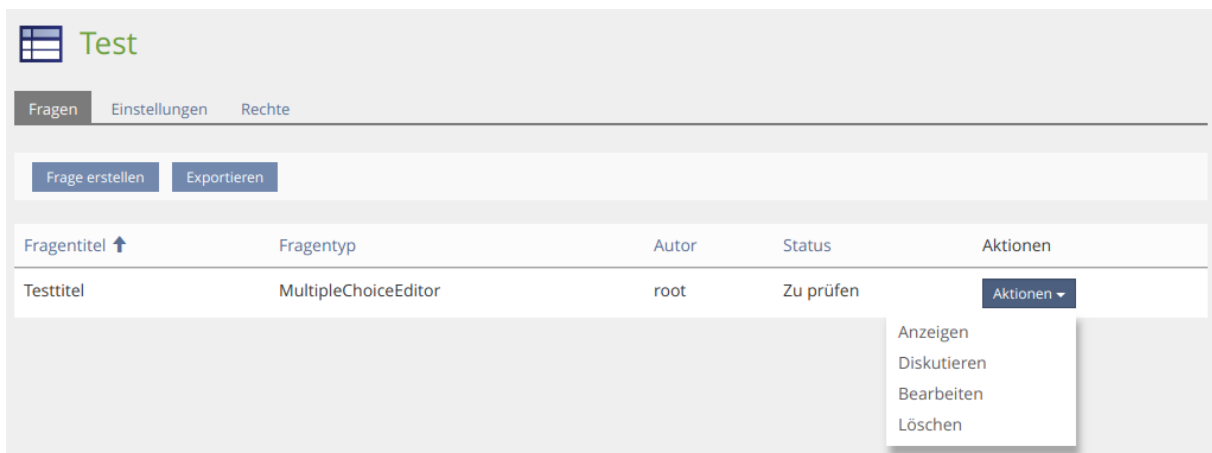 Test
Fragen Einstellungen Rechte
Frage erstellen Exportieren
Fragentitel Fragentyp Autor Status Aktionen
Testtitel MultipleChoiceEditor root Zu prüfen Aktionen
Anzeigen
Diskutieren
Bearbeiten
Löschen